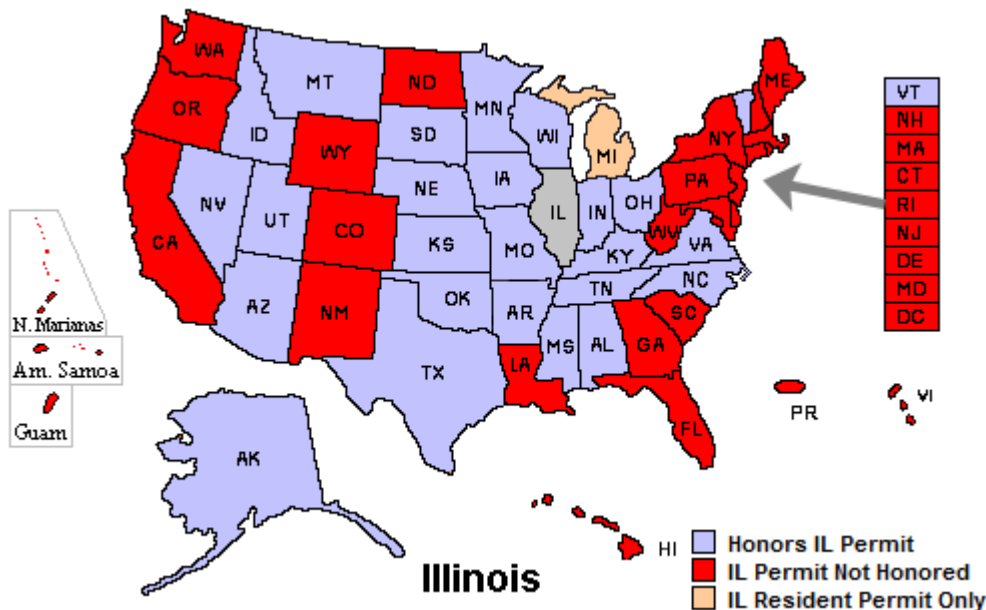 WA
MT
ND
MN
ME
VT
OR
ID
SD
WI
NY
NH
WY
MI
MA
NE
IA
PA
CT
NV
UT
CO
IL
IN
OH
RI
CA
KS
MO
WV
VA
NJ
KY
DE
AZ
NM
OK
AR
TN
NC
MD
N. Marianas
SC
DC
MS
AL
GA
Am. Samoa
TX
LA
PR
VI
Guam
FL
AK
HI
Honors IL Permit
Illinois
IL Permit Not Honored
IL Resident Permit Only